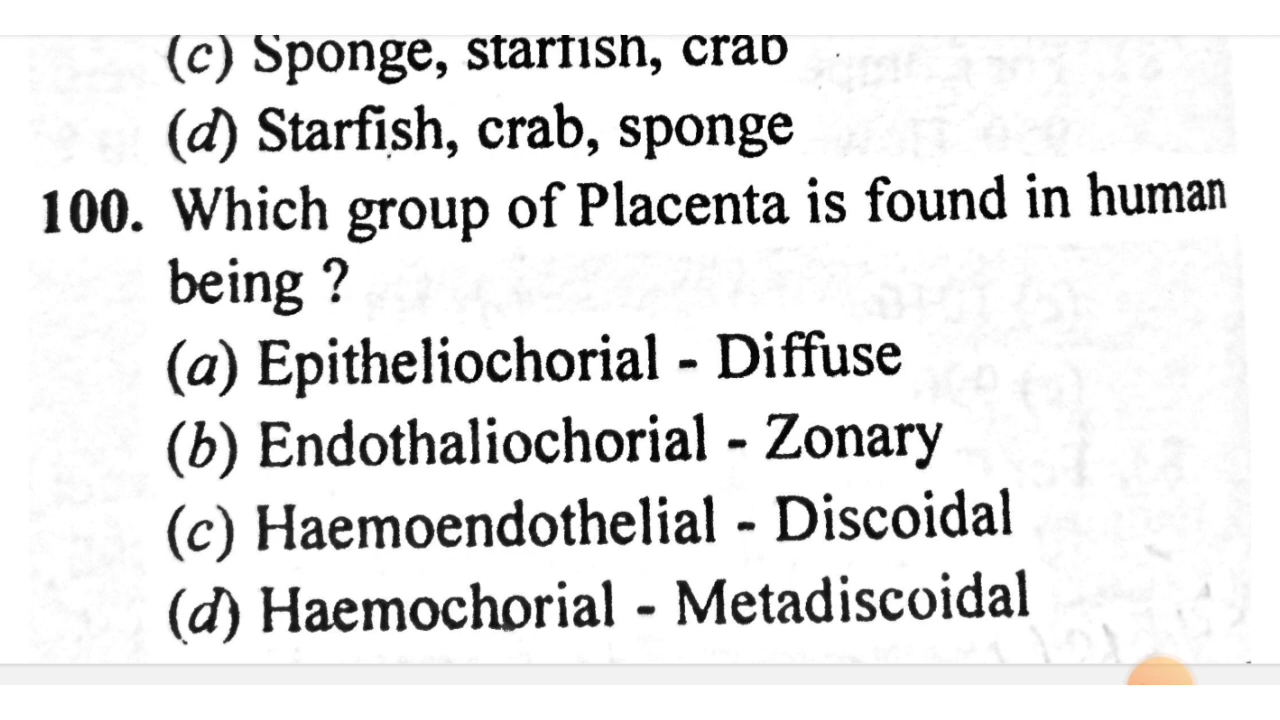 (c) Sponge, starfish, crab
(d) Starfish, crab, sponge
100. Which group of Placenta is found in human
being ?
(a) Epitheliochorial - Diffuse
(b) Endothaliochorial - Zonary
(c) Haemoendothelial - Discoidal
(d) Haemochorial - Metadiscoidal